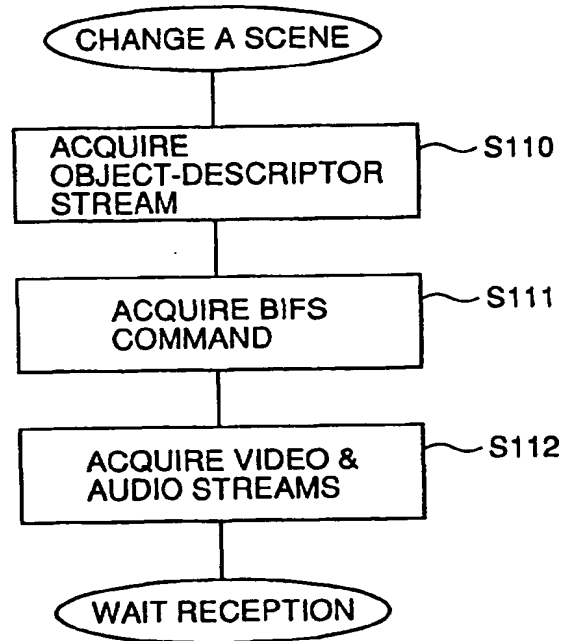 CHANGE A SCENE
ACQUIRE
OBJECT-DESCRIPTOR
STREAM
S110
ACQUIRE BIFS
COMMAND
S111
ACQUIRE VIDEO &
AUDIO STREAMS
S112
WAIT RECEPTION